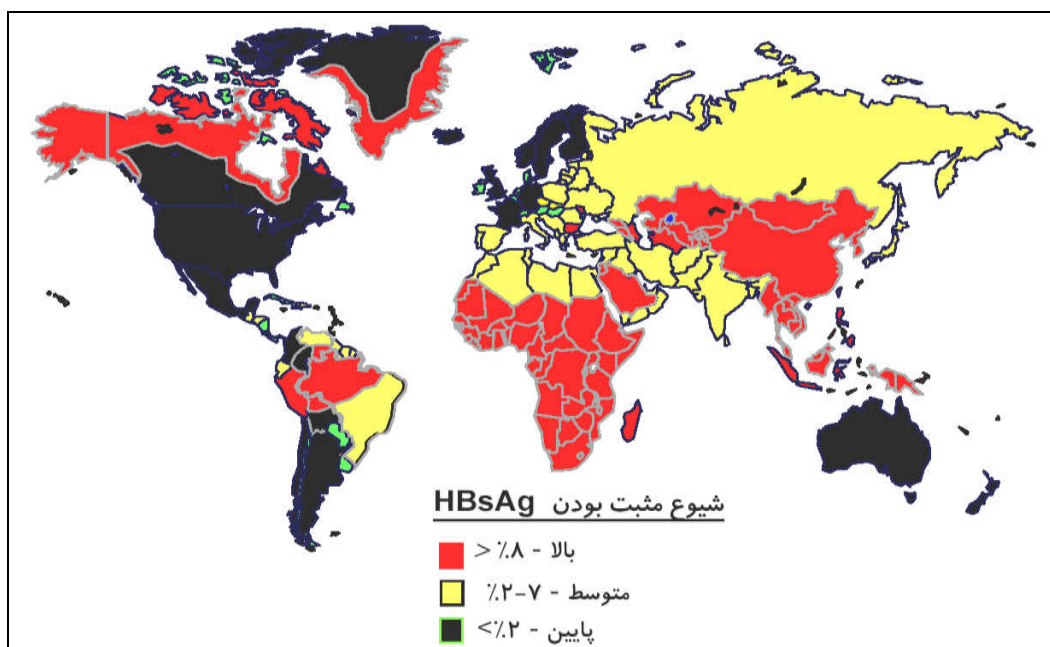 شیوع مثبت بودن HBsAg
بالا - ۸٪ <
متوسط - ۷-۲٪
پایین - ۲٪>